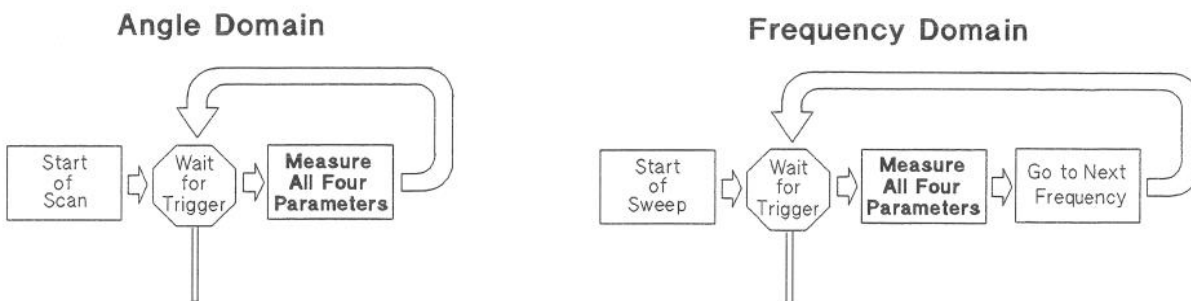 Angle Domain
Start
of
Scan
Wait
for
Trigger
Measure
All Four
Parameters
Frequency Domain
Start
of
Sweep
Wait
for
Trigger
Measure
All Four
Parameters
Go to Next
Frequency